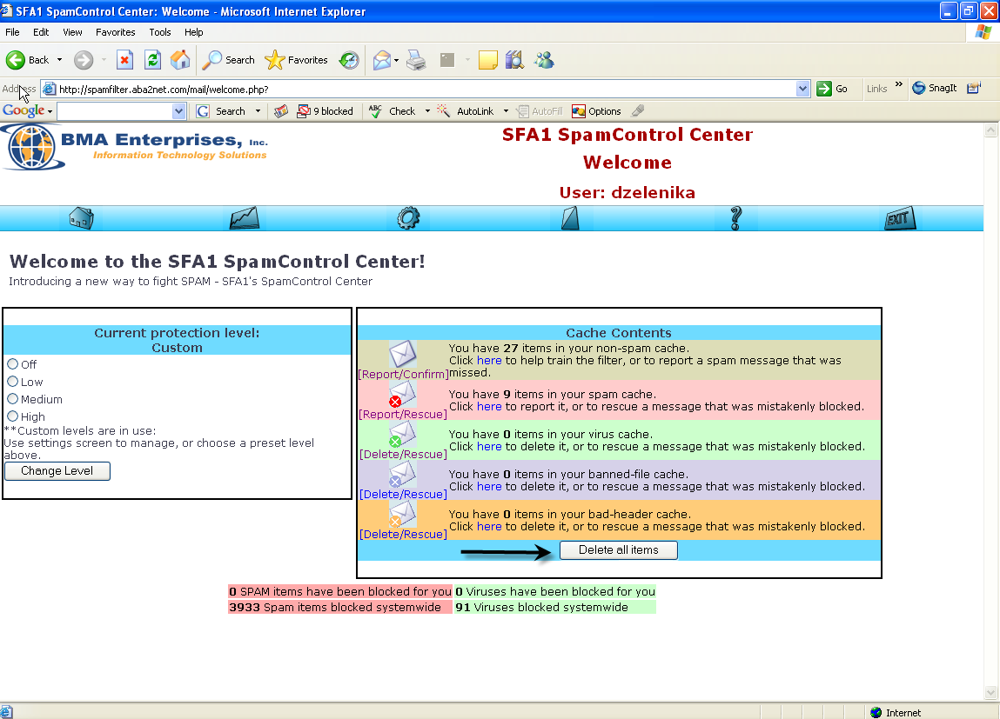 SFA1 SpamControl Center: Welcome - Microsoft Internet Explorer
File Edit View Favorites Tools Help
Back Search Favorites
Address http://spamfilter.aba2net.com/mail/welcome.php? Go Links » SnagIt
Google G Search 9 blocked ABC Check AutoLink AutoFill Options
BMA Enterprises, Inc.
Information Technology Solutions
SFA1 SpamControl Center
Welcome
User: dzelenika
? EXIT
Welcome to the SFA1 SpamControl Center!
Introducing a new way to fight SPAM - SFA1's SpamControl Center
Current protection level:
Custom
Off
Low
Medium
High
**Custom levels are in use:
Use settings screen to manage, or choose a preset level
above.
Change Level
Cache Contents
[Report/Confirm]
You have 27 items in your non-spam cache.
Click here to help train the filter, or to report a spam message that was
missed.
[Report/Rescue]
You have 9 items in your spam cache.
Click here to report it, or to rescue a message that was mistakenly blocked.
[Delete/Rescue]
You have 0 items in your virus cache.
Click here to delete it, or to rescue a message that was mistakenly blocked.
[Delete/Rescue]
You have 0 items in your banned-file cache.
Click here to delete it, or to rescue a message that was mistakenly blocked.
[Delete/Rescue]
You have 0 items in your bad-header cache.
Click here to delete it, or to rescue a message that was mistakenly blocked.
Delete all items
0 SPAM items have been blocked for you 0 Viruses have been blocked for you
3933 Spam items blocked systemwide 91 Viruses blocked systemwide
Internet